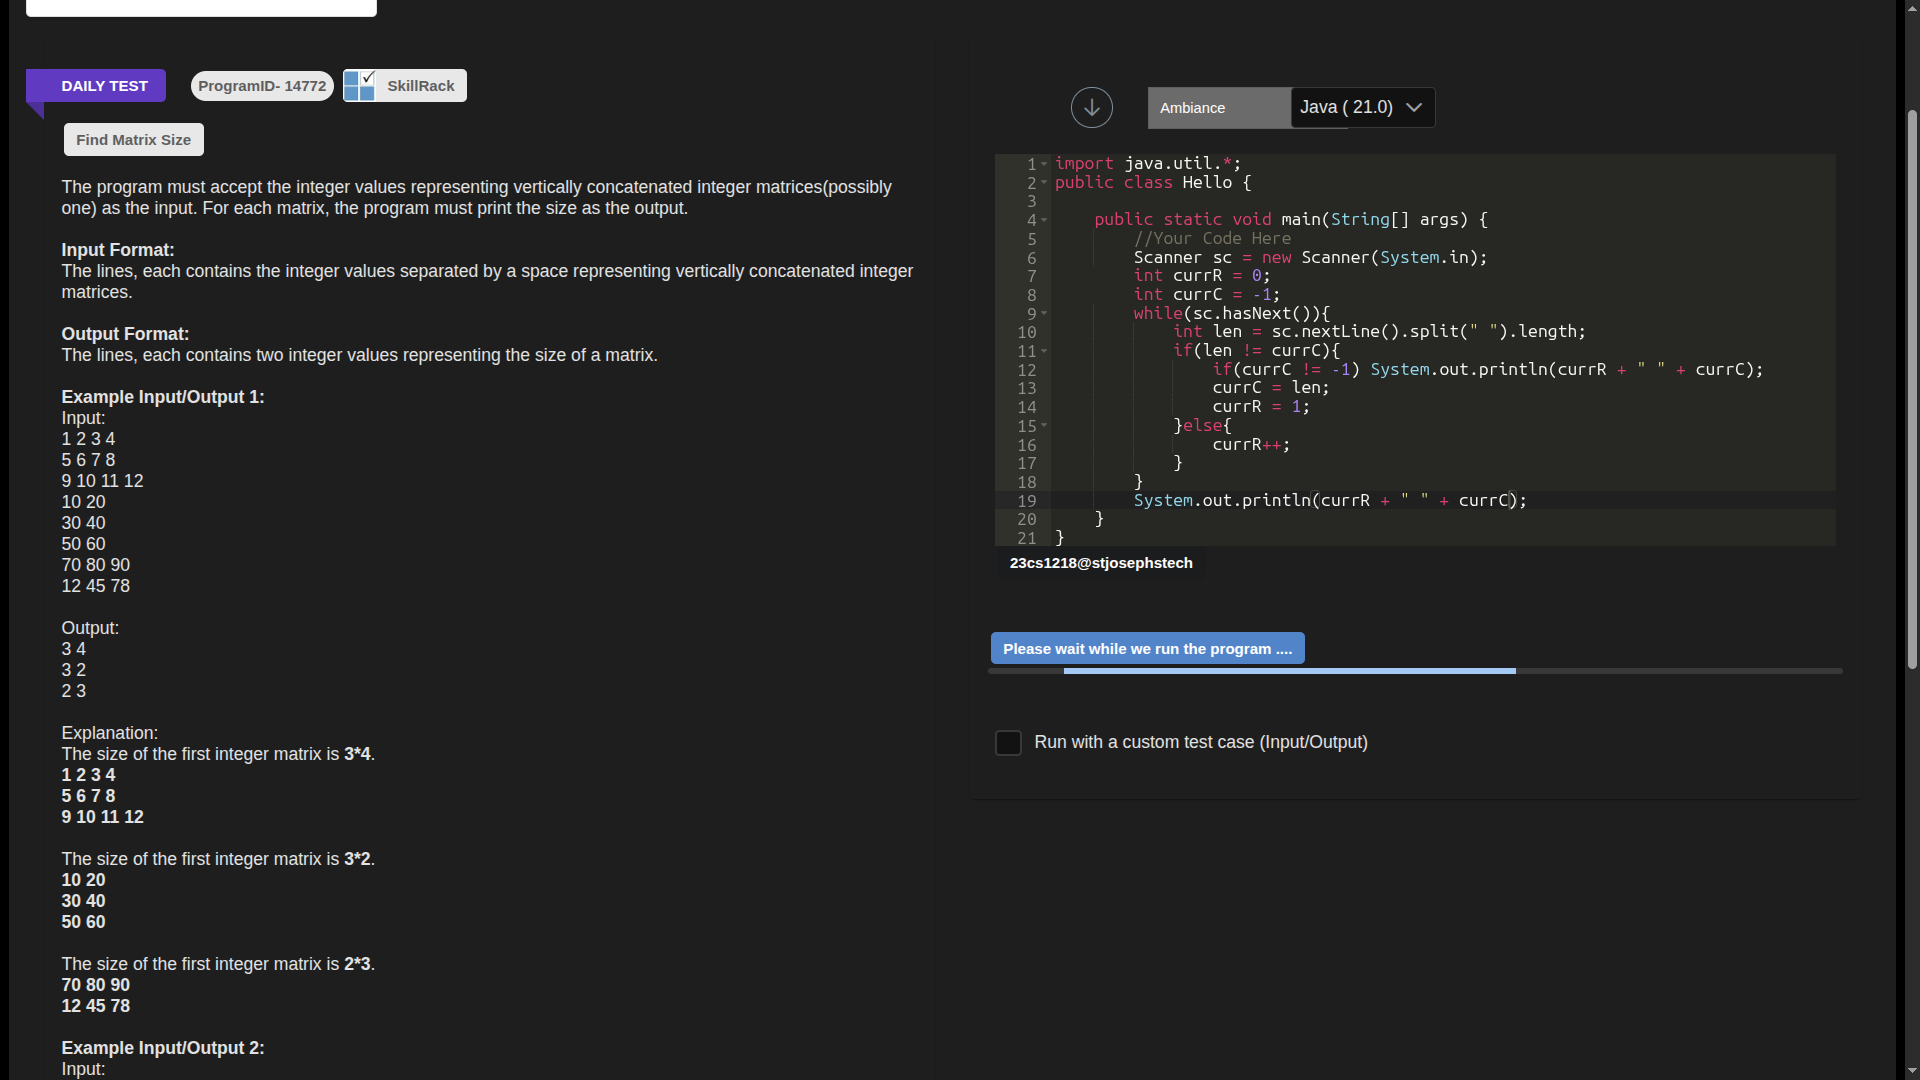 DAILY TEST
ProgramID- 14772
SkillRack
Find Matrix Size
The program must accept the integer values representing vertically concatenated integer matrices(possibly
one) as the input. For each matrix, the program must print the size as the output.
Input Format:
The lines, each contains the integer values separated by a space representing vertically concatenated integer
matrices.
Output Format:
The lines, each contains two integer values representing the size of a matrix.
Example Input/Output 1:
Input:
1 2 3 4
5 6 7 8
9 10 11 12
10 20
30 40
50 60
70 80 90
12 45 78
Output:
3 4
3 2
2 3
Explanation:
The size of the first integer matrix is 3*4.
1 2 3 4
5 6 7 8
9 10 11 12
The size of the first integer matrix is 3*2.
10 20
30 40
50 60
The size of the first integer matrix is 2*3.
70 80 90
12 45 78
Example Input/Output 2:
Input:
Ambiance
Java ( 21.0)
1 import java.util.*;
2 public class Hello {
3
4     public static void main(String[] args) {
5         //Your Code Here
6         Scanner sc = new Scanner(System.in);
7         int currR = 0;
8         int currC = -1;
9         while(sc.hasNext()){
10             int len = sc.nextLine().split(" ").length;
11             if(len != currC){
12                 if(currC != -1) System.out.println(currR + " " + currC);
13                 currC = len;
14                 currR = 1;
15             }else{
16                 currR++;
17             }
18         }
19         System.out.println(currR + " " + currC);
20     }
21 }
23cs1218@stjosephstech
Please wait while we run the program ....
Run with a custom test case (Input/Output)